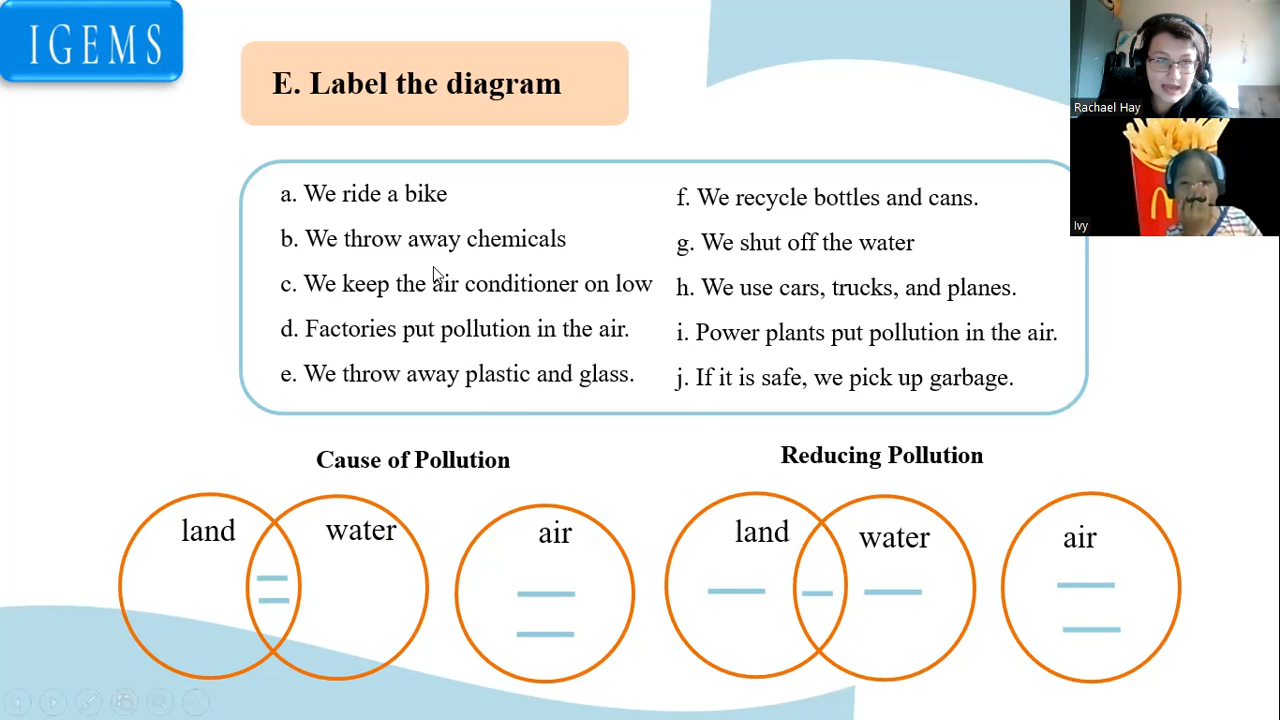 IGEMS
E. Label the diagram
a. We ride a bike
b. We throw away chemicals
c. We keep the air conditioner on low
d. Factories put pollution in the air.
e. We throw away plastic and glass.
f. We recycle bottles and cans.
g. We shut off the water
h. We use cars, trucks, and planes.
i. Power plants put pollution in the air.
j. If it is safe, we pick up garbage.
Cause of Pollution
land
water
air
Reducing Pollution
land
water
air
Rachael Hay
Ivy